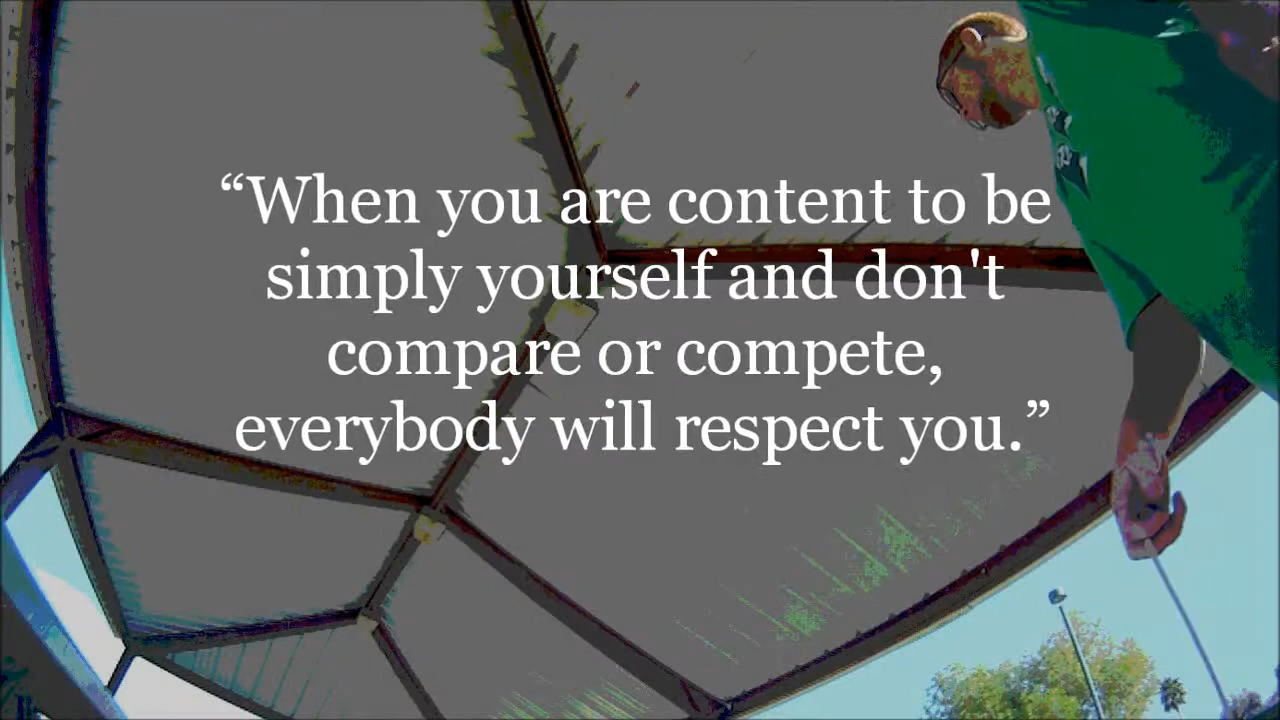 “When you are content to be
simply yourself and don't
compare or compete,
everybody will respect you.”